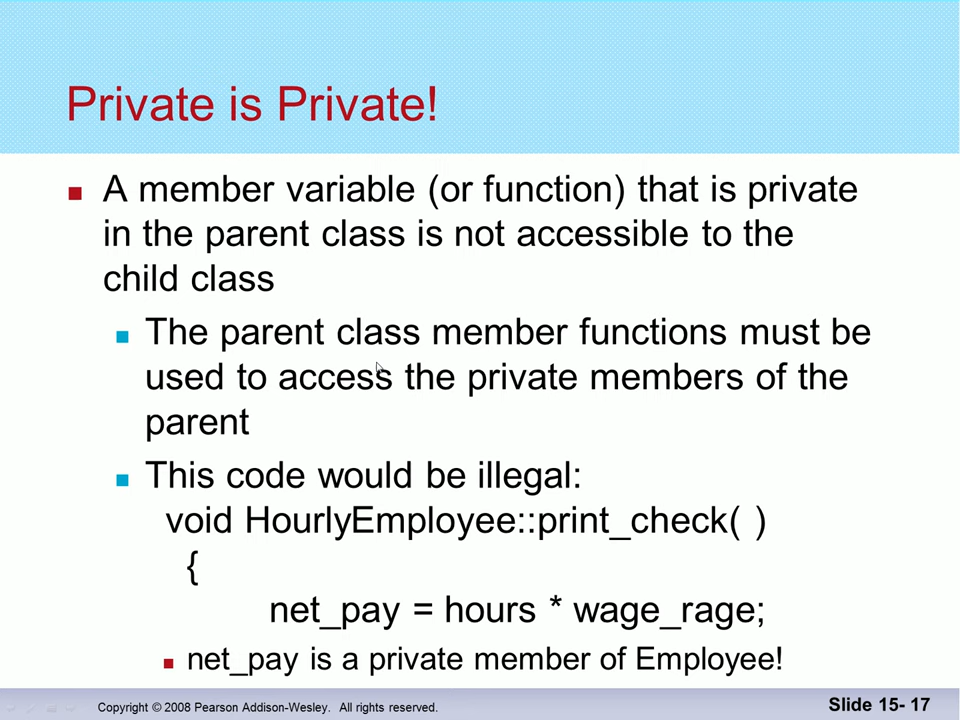 Private is Private!
A member variable (or function) that is private
in the parent class is not accessible to the
child class
The parent class member functions must be
used to access the private members of the
parent
This code would be illegal:
void HourlyEmployee::print_check( )
{
net_pay = hours * wage_rage;
net_pay is a private member of Employee!
Copyright © 2008 Pearson Addison-Wesley. All rights reserved.
Slide 15- 17